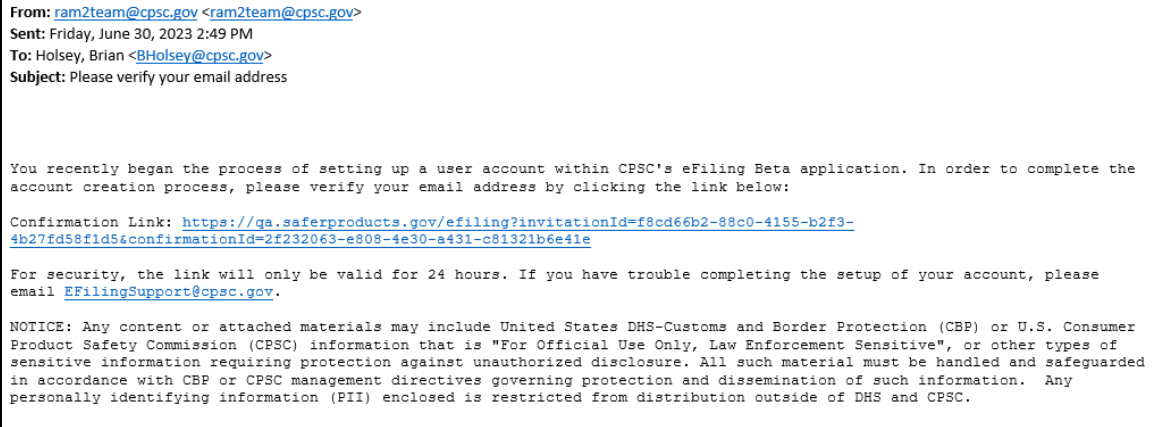 From: ram2team@cpsc.gov <ram2team@cpsc.gov>
Sent: Friday, June 30, 2023 2:49 PM
To: Holsey, Brian <BHolsey@cpsc.gov>
Subject: Please verify your email address
You recently began the process of setting up a user account within CPSC's eFiling Beta application. In order to complete the
account creation process, please verify your email address by clicking the link below:
Confirmation Link: https://qa.saferproducts.gov/efiling?invitationId=f8cd66b2-88c0-4155-b2f3-
4b27fd58f1d5&confirmationId=2f232063-e808-4e30-a431-c81321b6e41e
For security, the link will only be valid for 24 hours. If you have trouble completing the setup of your account, please
email EFilingSupport@cpsc.gov.
NOTICE: Any content or attached materials may include United States DHS-Customs and Border Protection (CBP) or U.S. Consumer
Product Safety Commission (CPSC) information that is "For Official Use Only, Law Enforcement Sensitive", or other types of
sensitive information requiring protection against unauthorized disclosure. All such material must be handled and safeguarded
in accordance with CBP or CPSC management directives governing protection and dissemination of such information.  Any
personally identifying information (PII) enclosed is restricted from distribution outside of DHS and CPSC.